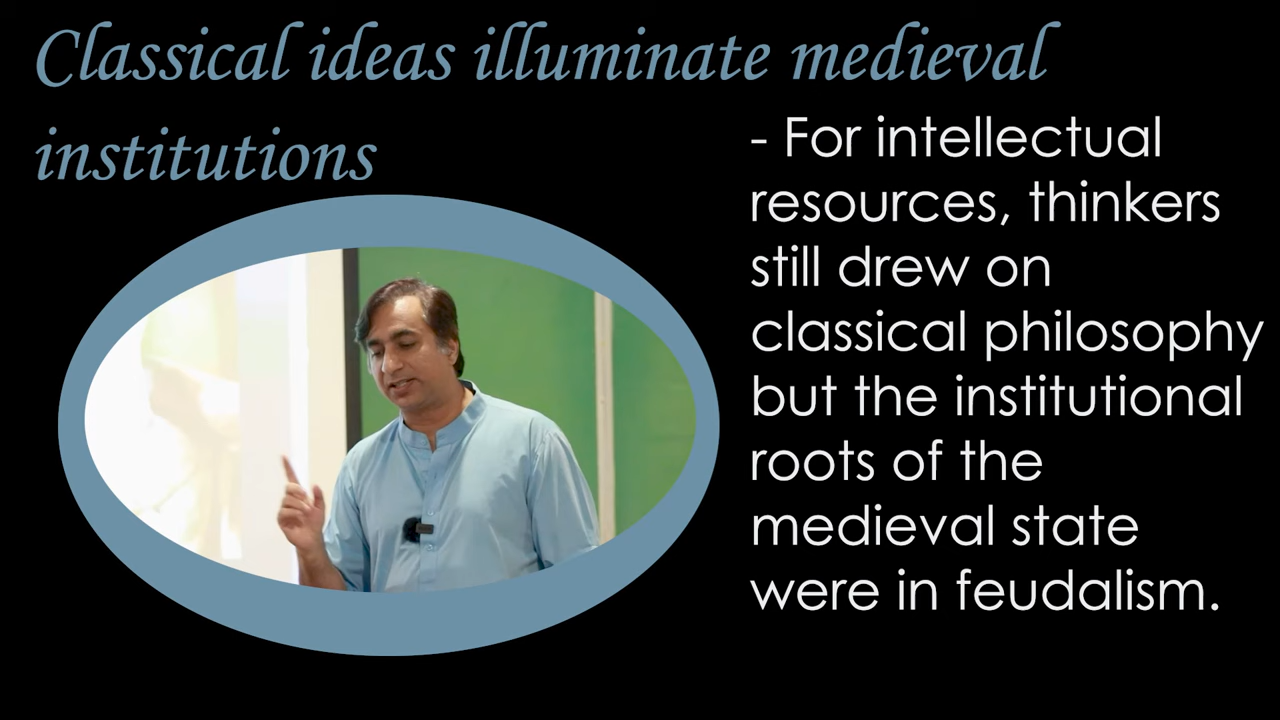 Classical ideas illuminate medieval
institutions
- For intellectual
resources, thinkers
still drew on
classical philosophy
but the institutional
roots of the
medieval state
were in feudalism.